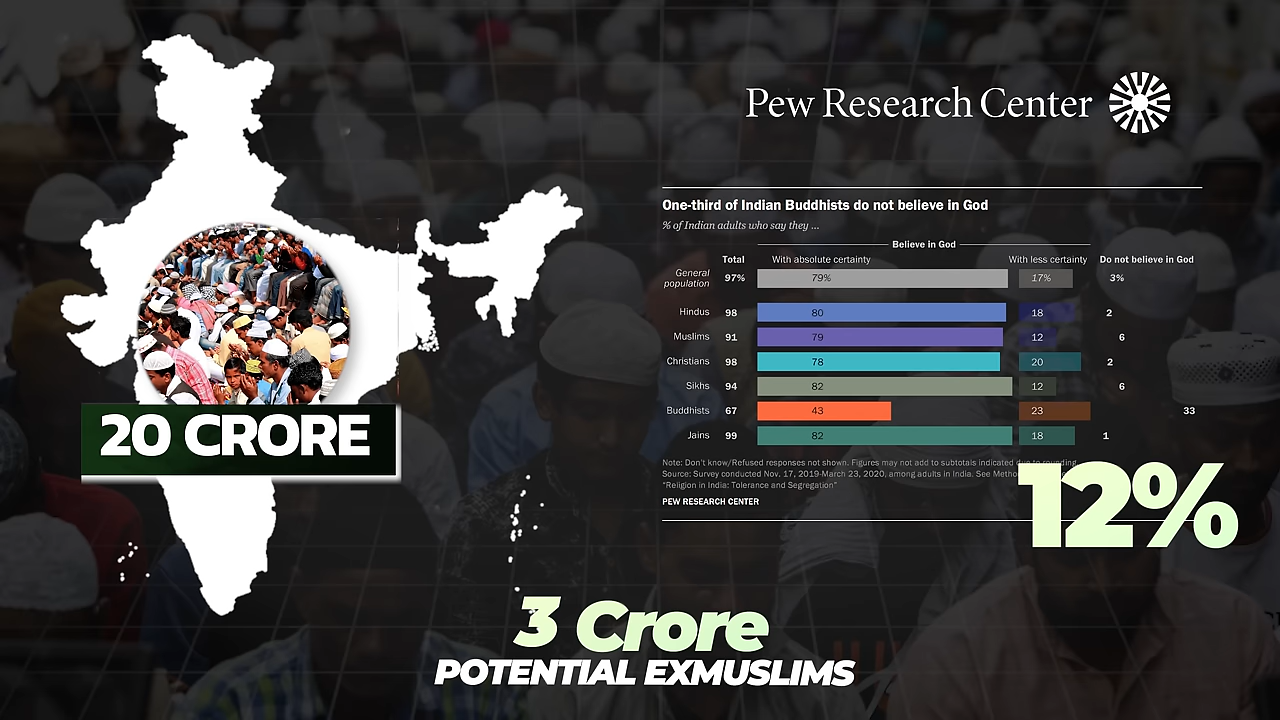 Pew Research Center
One-third of Indian Buddhists do not believe in God
% of Indian adults who say they ...
Believe in God
Total With absolute certainty With less certainty Do not believe in God
General population 97% 79% 17% 3%
Hindus 98 80 18 2
Muslims 91 79 12 6
Christians 98 78 20 2
Sikhs 94 82 12 6
Buddhists 67 43 23 33
Jains 99 82 18 1
Note: Don't know/Refused responses not shown. Figures may not add to subtotals indicated due to rounding
Source: Survey conducted Nov. 17, 2019-March 23, 2020, among adults in India. See
"Religion in India: Tolerance and Segregation"
PEW RESEARCH CENTER
20 CRORE
12%
3 Crore
POTENTIAL EXMUSLIMS